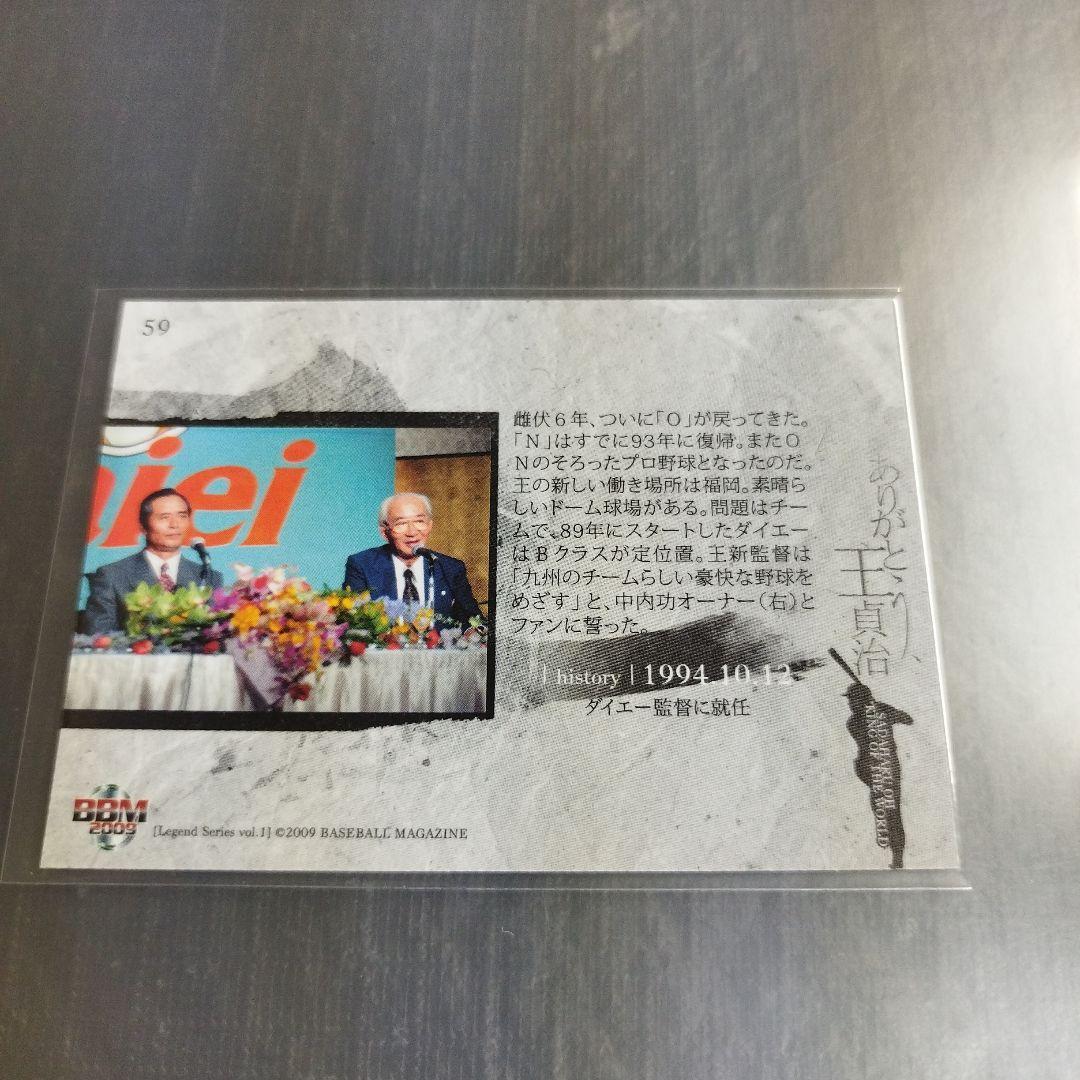 59
aiei
雌伏6年、ついに「O」が戻ってきた。
「N」はすでに93年に復帰。またO
Nのそろったプロ野球となったのだ。
王の新しい働き場所は福岡。素晴ら
しいドーム球場がある。問題はチー
ムで、89年にスタートしたダイエー
はBクラスが定位置。王新監督は
「九州のチームらしい豪快な野球を
めざす」と、中内功オーナー(右)と
ファンに誓った。
| history | 1994.10.12
ダイエー監督に就任
ありがとう、
王貞治
SADAHARU OH
KING OF THE WORLD
BBM
2009
[Legend Series vol.1] ©2009 BASEBALL MAGAZINE